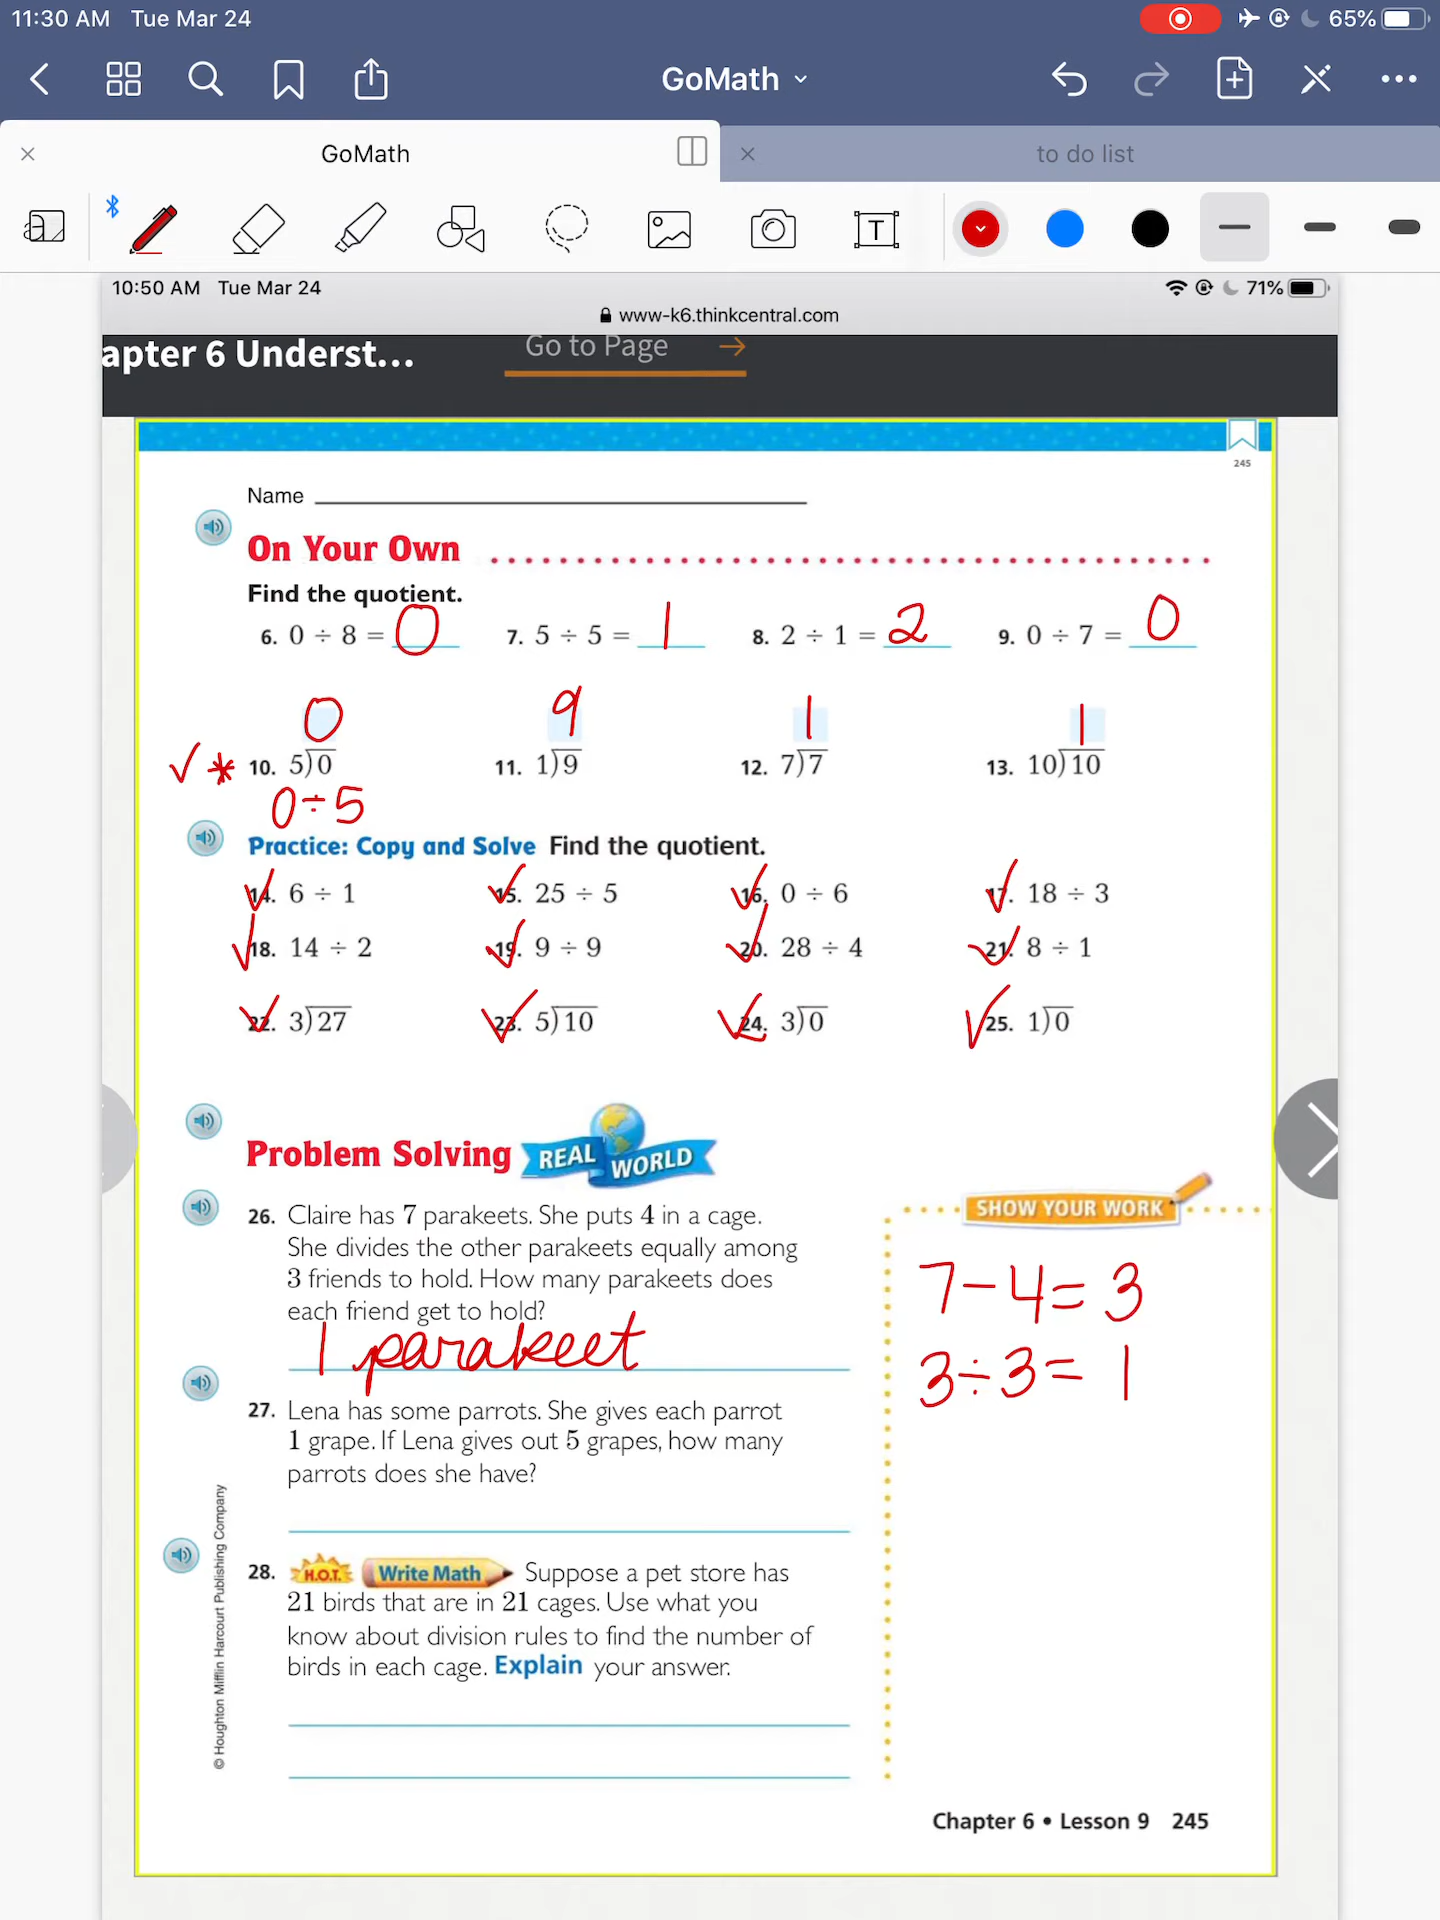 11:30 AM Tue Mar 24
65%
GoMath
GoMath
to do list
a
T
10:50 AM Tue Mar 24
71%
www-k6.thinkcentral.com
apter 6 Underst...
Go to Page →
245
Name
On Your Own
Find the quotient.
6. 0 ÷ 8 = 0 7. 5 ÷ 5 = 1 8. 2 ÷ 1 = 2 9. 0 ÷ 7 = 0
0 9 1 1
✓ * 10. 5)0 11. 1)9 12. 7)7 13. 10)10
0÷5
Practice: Copy and Solve Find the quotient.
✓ 14. 6 ÷ 1 ✓ 15. 25 ÷ 5 ✓ 16. 0 ÷ 6 ✓ 17. 18 ÷ 3
✓ 18. 14 ÷ 2 ✓ 19. 9 ÷ 9 ✓ 20. 28 ÷ 4 ✓ 21. 8 ÷ 1
✓ 22. 3)27 ✓ 23. 5)10 ✓ 24. 3)0 ✓ 25. 1)0
Problem Solving REAL WORLD
26. Claire has 7 parakeets. She puts 4 in a cage.
She divides the other parakeets equally among
3 friends to hold. How many parakeets does
each friend get to hold?
1 parakeet
SHOW YOUR WORK
7-4= 3
3÷3= 1
27. Lena has some parrots. She gives each parrot
1 grape. If Lena gives out 5 grapes, how many
parrots does she have?
28. H.O.T. Write Math Suppose a pet store has
21 birds that are in 21 cages. Use what you
know about division rules to find the number of
birds in each cage. Explain your answer.
© Houghton Mifflin Harcourt Publishing Company
Chapter 6 • Lesson 9 245